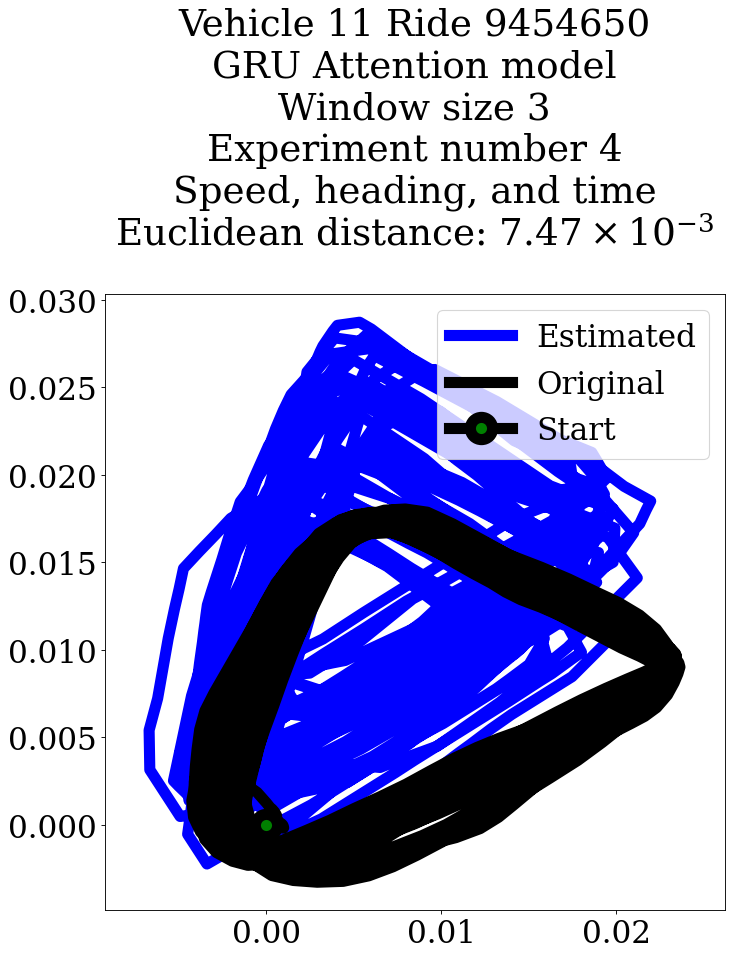 Vehicle 11 Ride 9454650
GRU Attention model
Window size 3
Experiment number 4
Speed, heading, and time
Euclidean distance: 7.47 × 10⁻³
0.030
0.025
0.020
0.015
0.010
0.005
0.000
Estimated
Original
Start
0.00 0.01 0.02